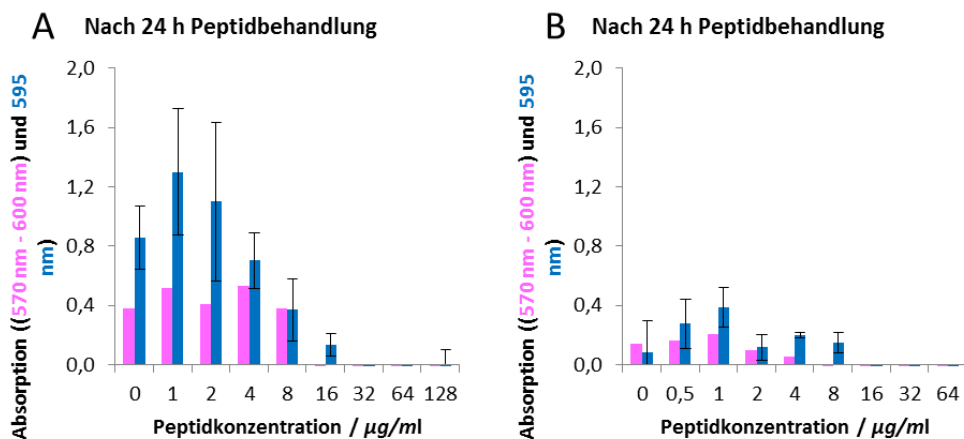 A Nach 24 h Peptidbehandlung
Absorption ((570 nm - 600 nm) und 595
nm)
2,0
1,6
1,2
0,8
0,4
0,0
0 1 2 4 8 16 32 64 128
Peptidkonzentration / µg/ml
B Nach 24 h Peptidbehandlung
Absorption ((570 nm - 600 nm) und 595
nm)
2,0
1,6
1,2
0,8
0,4
0,0
0 0,5 1 2 4 8 16 32 64
Peptidkonzentration / µg/ml